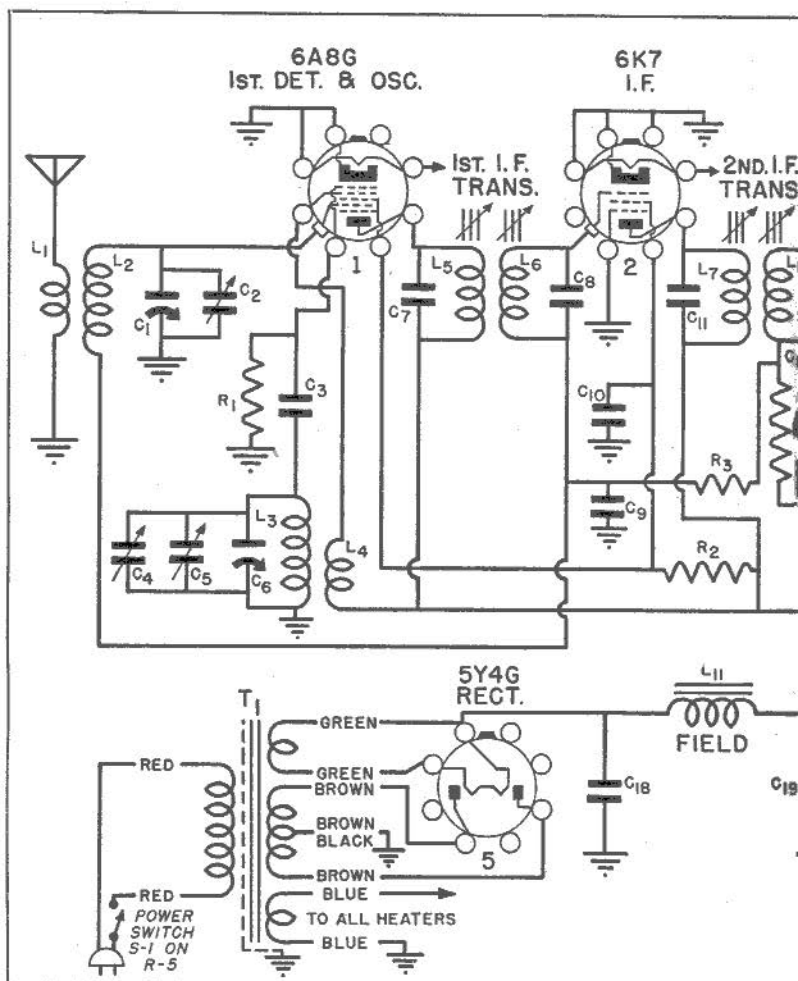 6A8G
1ST. DET. & OSC.
6K7
I.F.
1ST. I.F.
TRANS.
2ND. I.F.
TRANS
L1
L2
C1
C2
1
L5
C7
L6
C8
2
L7
C11
R1
C3
C10
R3
C9
L3
L4
C4
C5
C6
R2
5Y4G
RECT.
L11
FIELD
T1
GREEN
GREEN
BROWN
BROWN
BLACK
BROWN
BLUE
TO ALL HEATERS
BLUE
RED
RED
POWER
SWITCH
S-1 ON
R-5
5
C18
C19